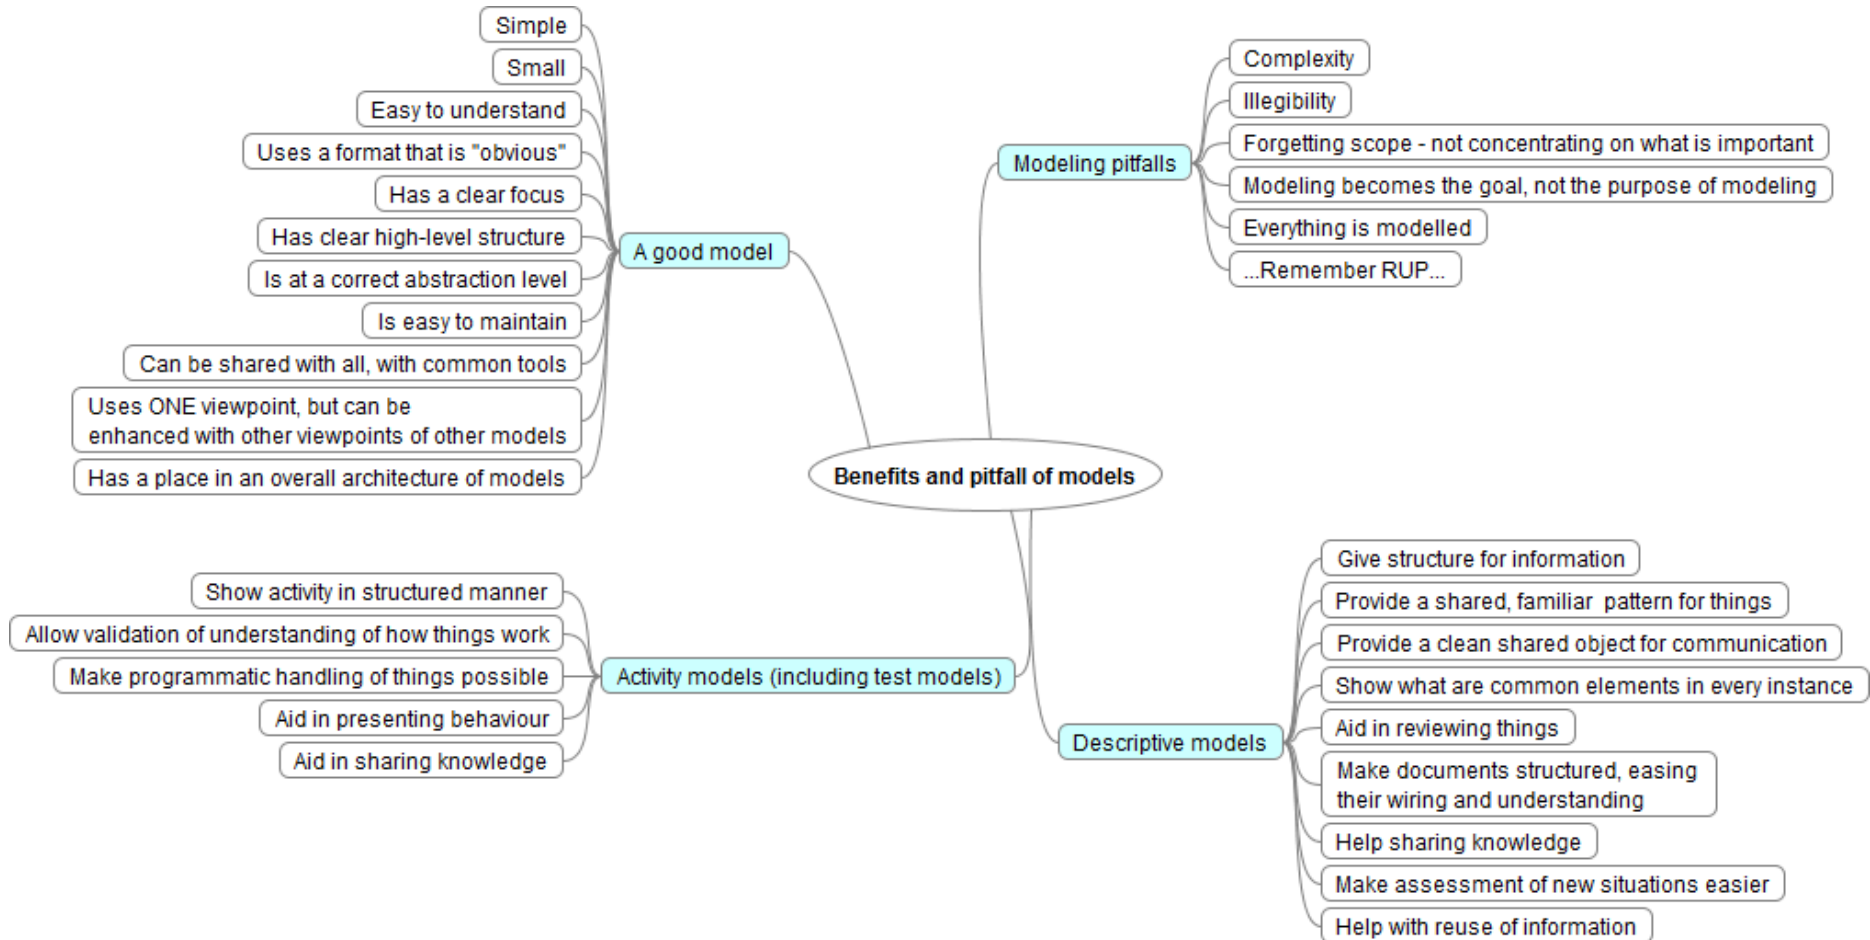 Simple
Small
Easy to understand
Uses a format that is "obvious"
Has a clear focus
Has clear high-level structure
Is at a correct abstraction level
Is easy to maintain
Can be shared with all, with common tools
Uses ONE viewpoint, but can be
enhanced with other viewpoints of other models
Has a place in an overall architecture of models
A good model
Modeling pitfalls
Complexity
Illegibility
Forgetting scope - not concentrating on what is important
Modeling becomes the goal, not the purpose of modeling
Everything is modelled
...Remember RUP...
Benefits and pitfall of models
Show activity in structured manner
Allow validation of understanding of how things work
Make programmatic handling of things possible
Aid in presenting behaviour
Aid in sharing knowledge
Activity models (including test models)
Descriptive models
Give structure for information
Provide a shared, familiar  pattern for things
Provide a clean shared object for communication
Show what are common elements in every instance
Aid in reviewing things
Make documents structured, easing
their wiring and understanding
Help sharing knowledge
Make assessment of new situations easier
Help with reuse of information